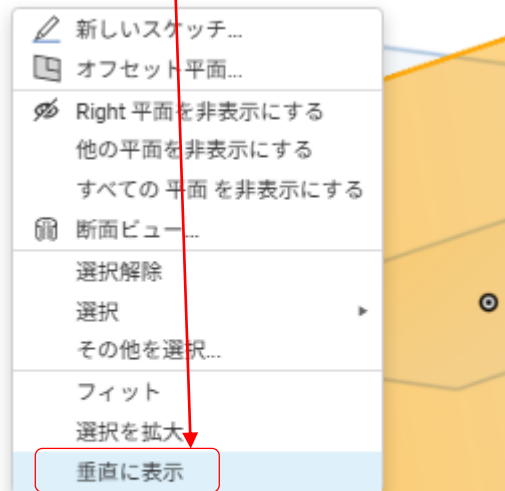 新しいスケッチ...
オフセット平面...
Right 平面を非表示にする
他の平面を非表示にする
すべての 平面 を非表示にする
断面ビュー...
選択解除
選択
その他を選択...
フィット
選択を拡大
垂直に表示